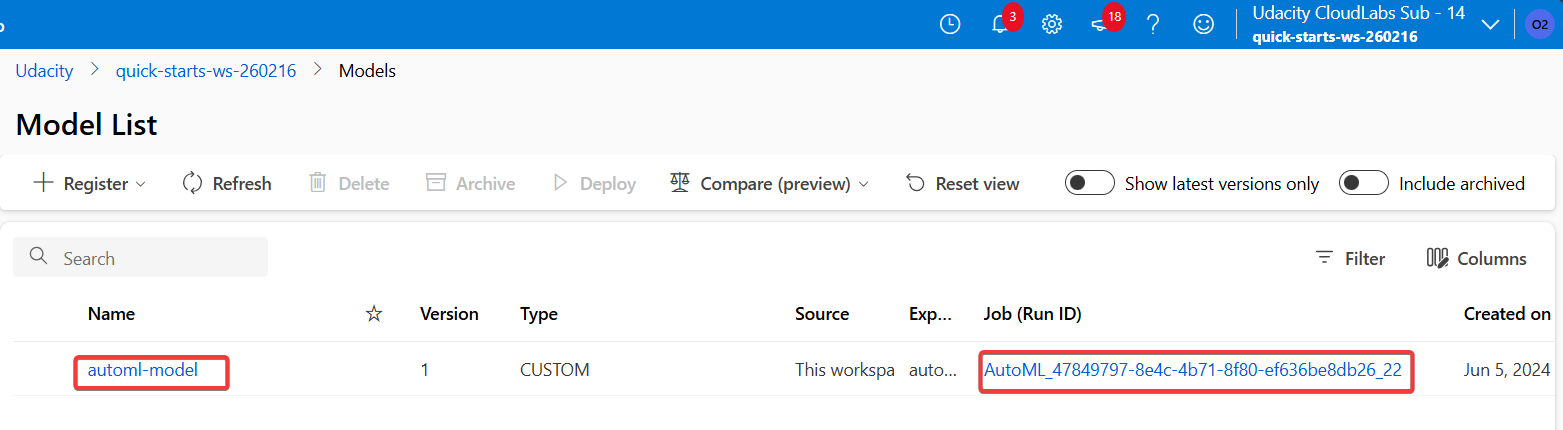 3
18
Udacity CloudLabs Sub - 14
quick-starts-ws-260216
O2
Udacity > quick-starts-ws-260216 > Models
Model List
Register Refresh Delete Archive Deploy Compare (preview) Reset view Show latest versions only Include archived
Search Filter Columns
Name Version Type Source Exp... Job (Run ID) Created on
automl-model 1 CUSTOM This workspa auto... AutoML_47849797-8e4c-4b71-8f80-ef636be8db26_22 Jun 5, 2024